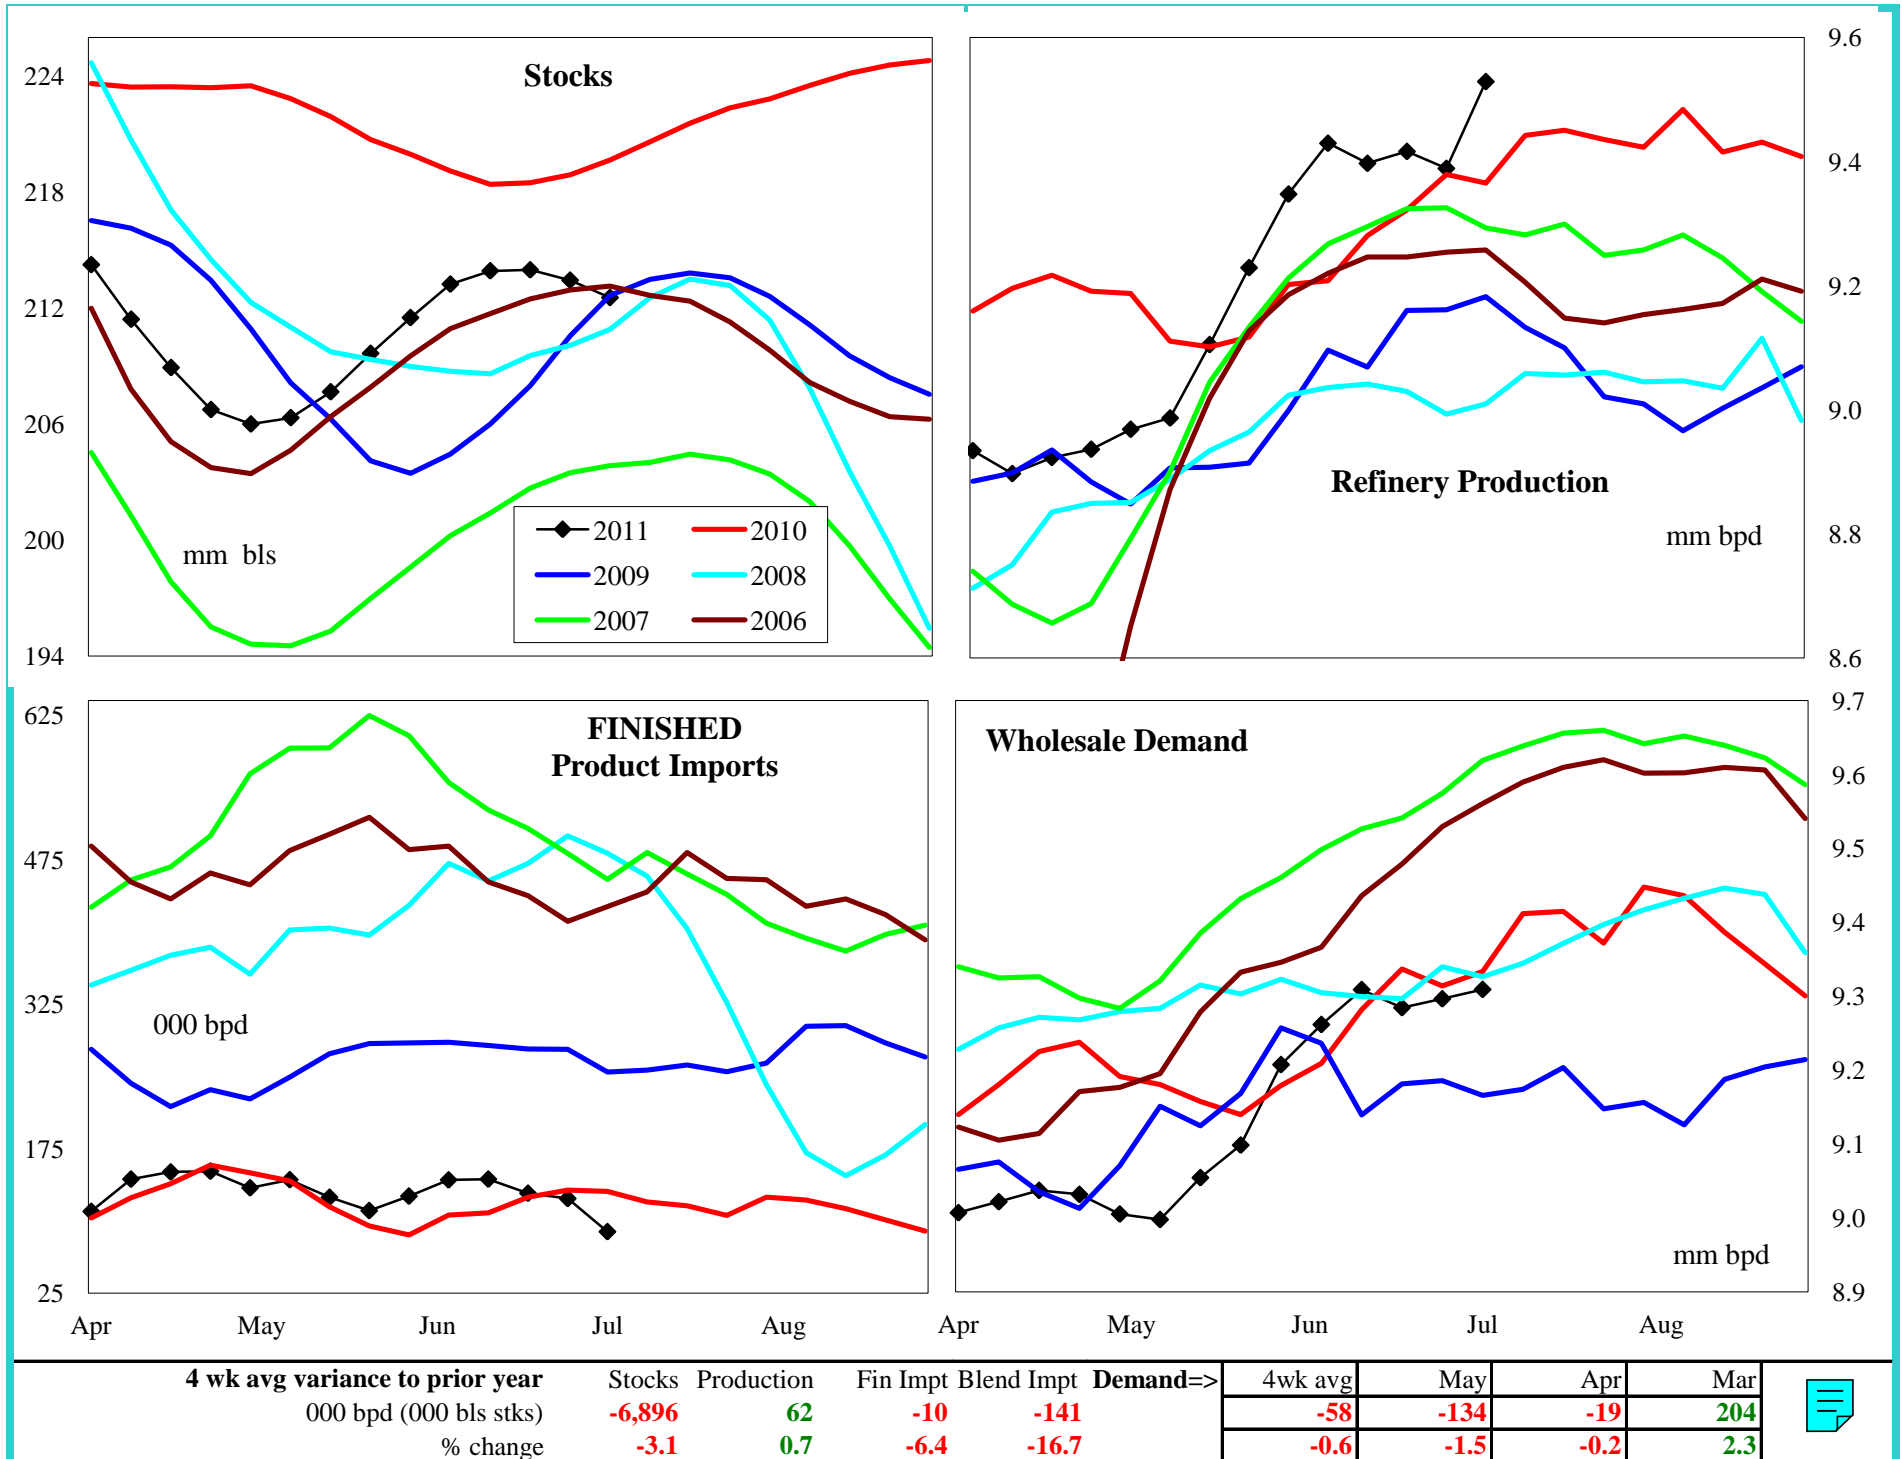 Stocks
224
218
212
206
200
194
mm bls
2011
2010
2009
2008
2007
2006
9.6
9.4
9.2
9.0
8.8
8.6
Refinery Production
mm bpd
625
475
325
175
25
FINISHED
Product Imports
000 bpd
Apr May Jun Jul Aug
Wholesale Demand
9.7
9.6
9.5
9.4
9.3
9.2
9.1
9.0
8.9
mm bpd
Apr May Jun Jul Aug
4 wk avg variance to prior year Stocks Production Fin Impt Blend Impt Demand=> 4wk avg May Apr Mar
000 bpd (000 bls stks) -6,896 62 -10 -141 -58 -134 -19 204
% change -3.1 0.7 -6.4 -16.7 -0.6 -1.5 -0.2 2.3